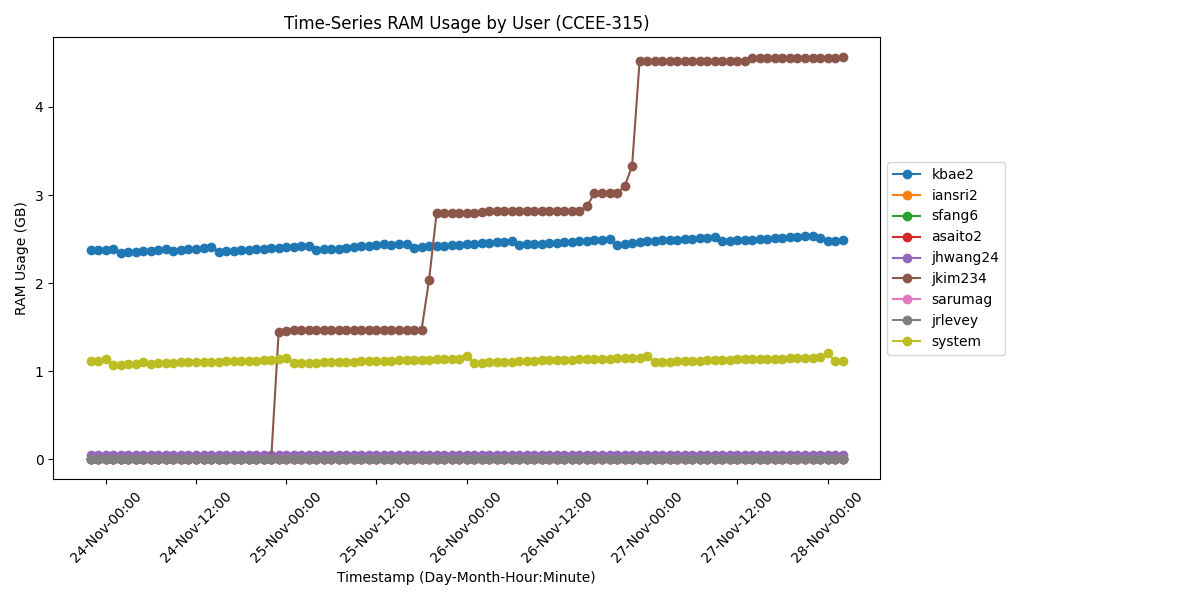 Time-Series RAM Usage by User (CCEE-315)
RAM Usage (GB)
4
3
2
1
0
24-Nov-00:00
24-Nov-12:00
25-Nov-00:00
25-Nov-12:00
26-Nov-00:00
26-Nov-12:00
27-Nov-00:00
27-Nov-12:00
28-Nov-00:00
Timestamp (Day-Month-Hour:Minute)
kbae2
iansri2
sfang6
asaito2
jhwang24
jkim234
sarumag
jrlevey
system